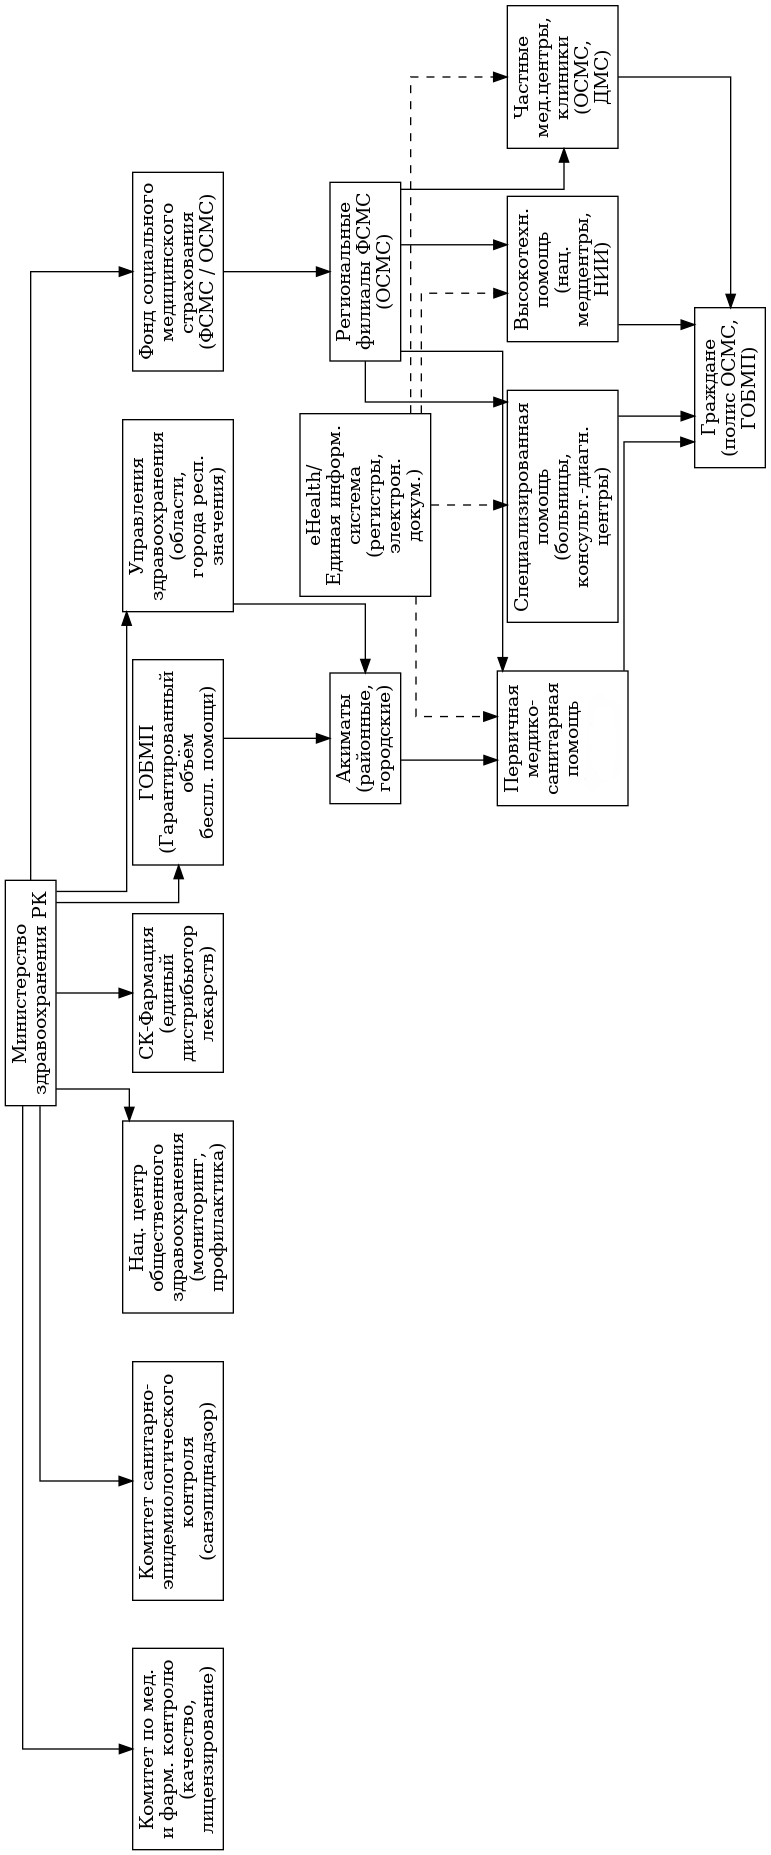 Министерство
здравоохранения РК
Комитет по мед.
и фарм. контролю
(качество,
лицензирование)
Комитет санитарно-
эпидемиологического
контроля
(санэпиднадзор)
Нац. центр
общественного
здравоохранения
(мониторинг,
профилактика)
СК-Фармация
(единый
дистрибьютор
лекарств)
ГОБМП
(Гарантированный
объём
беспл. помощи)
Управления
здравоохранения
(области,
города респ.
значения)
Фонд социального
медицинского
страхования
(ФСМС / ОСМС)
Акиматы
(районные,
городские)
eHealth/
Единая информ.
система
(регистры,
электрон.
докум.)
Региональные
филиалы ФСМС
(ОСМС)
Первичная
медико-
санитарная
помощь
Специализированная
помощь
(больницы,
консульт.-диагн.
центры)
Высокотехн.
помощь
(нац.
медцентры,
НИИ)
Частные
мед.центры,
клиники
(ОСМС,
ДМС)
Граждане
(полис ОСМС,
ГОБМП)